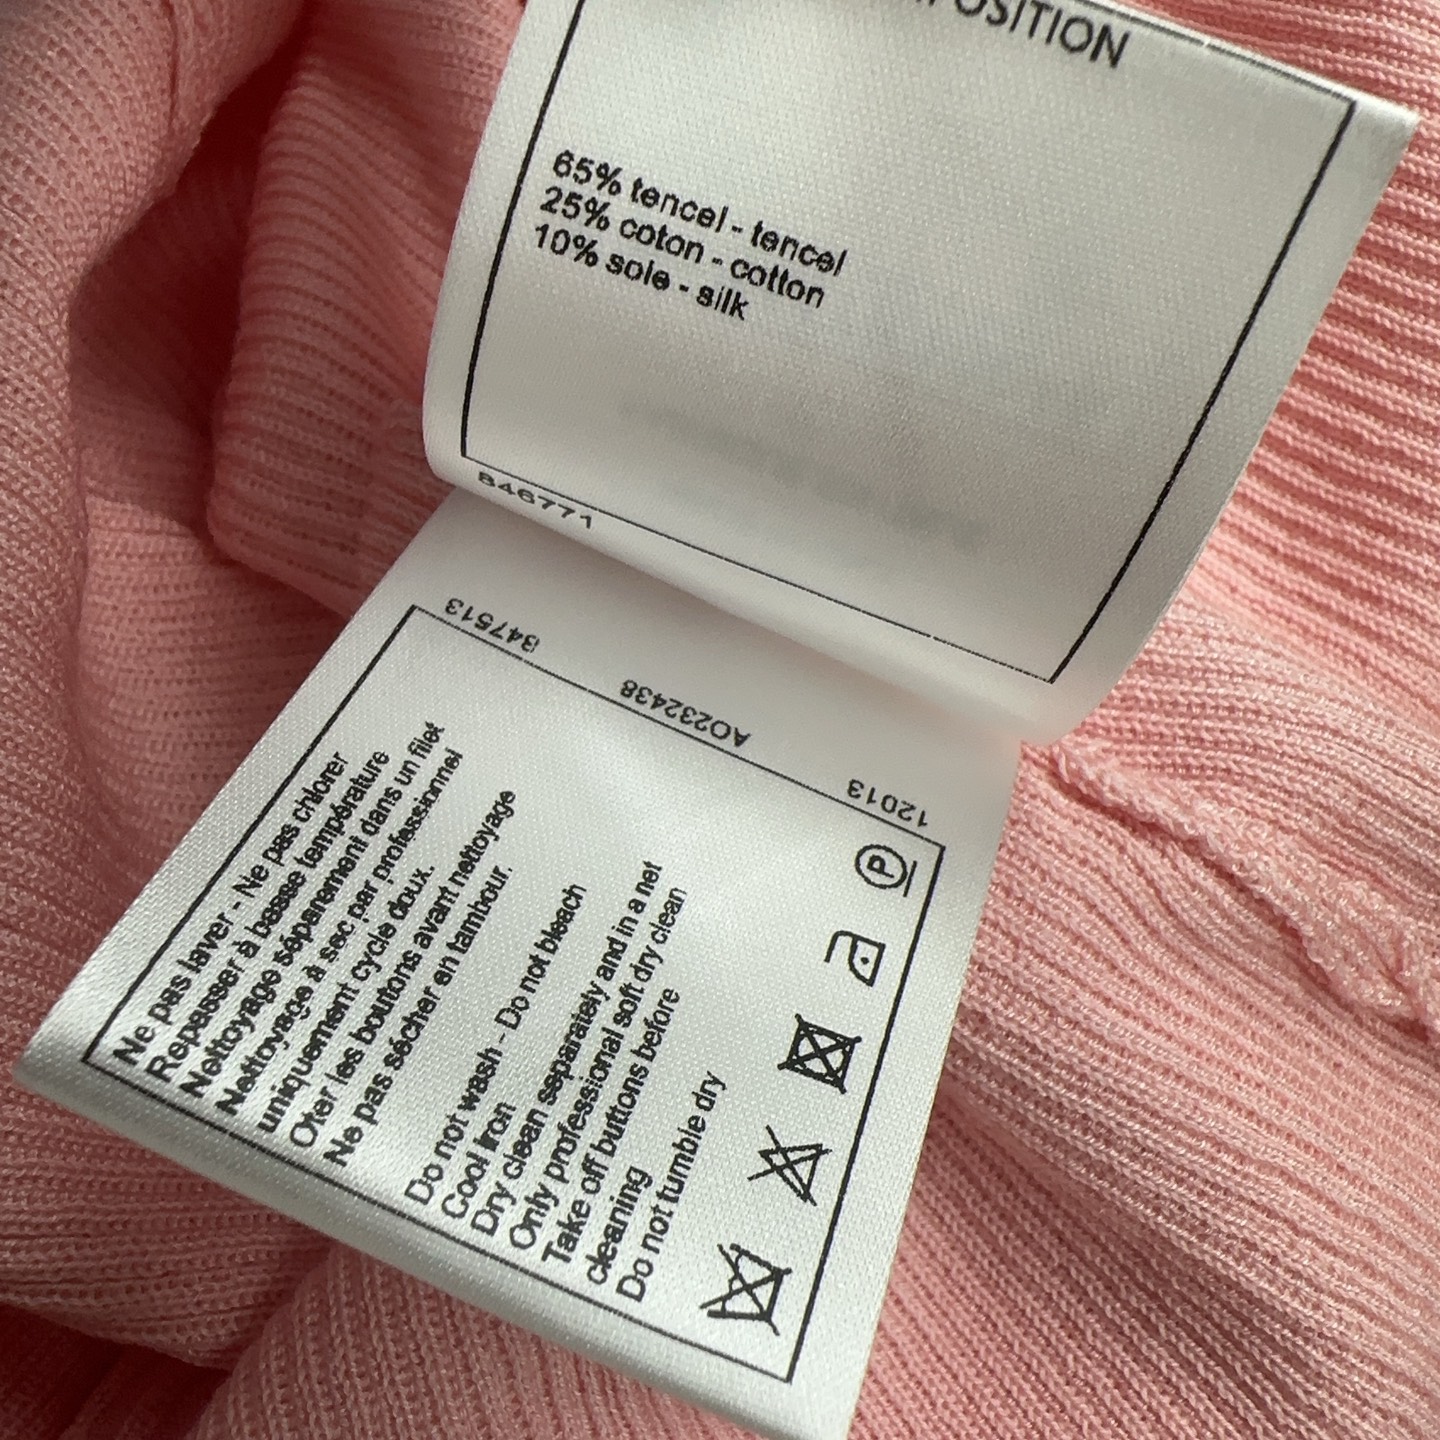 65% tencel - tencel
25% coton - cotton
10% soie - silk
846771
347513
AO232438
12013
Ne pas laver - Ne pas chlorer
Repasser à basse température
Nettoyage séparement dans un filet
Nettoyage à sec par professionnel
uniquement cycle doux.
Oter les boutons avant nettoyage
Ne pas sécher en tambour.
Do not wash - Do not bleach
Cool iron
Dry clean separately and in a net
Only professional soft dry clean
Take off buttons before
cleaning
Do not tumble dry
P